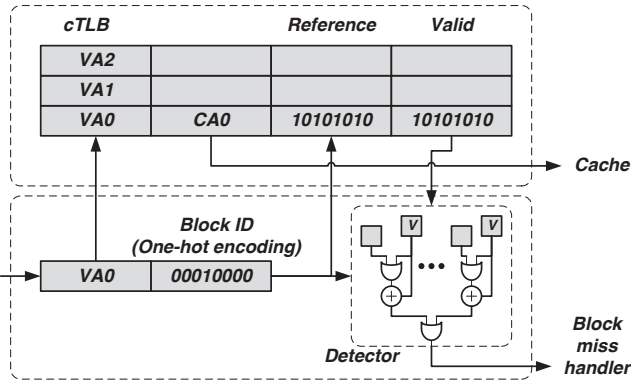 cTLB Reference Valid
VA2
VA1
VA0 CA0 10101010 10101010
Cache
Block ID
(One-hot encoding)
VA0 00010000
V V
Detector
Block
miss
handler